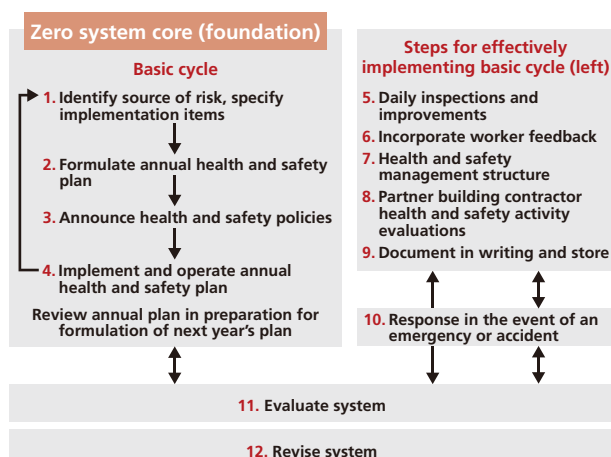 Zero system core (foundation)
Basic cycle
1. Identify source of risk, specify
implementation items
2. Formulate annual health and safety
plan
3. Announce health and safety policies
4. Implement and operate annual
health and safety plan
Review annual plan in preparation for
formulation of next year's plan
Steps for effectively
implementing basic cycle (left)
5. Daily inspections and
improvements
6. Incorporate worker feedback
7. Health and safety
management structure
8. Partner building contractor
health and safety activity
evaluations
9. Document in writing and store
10. Response in the event of an
emergency or accident
11. Evaluate system
12. Revise system